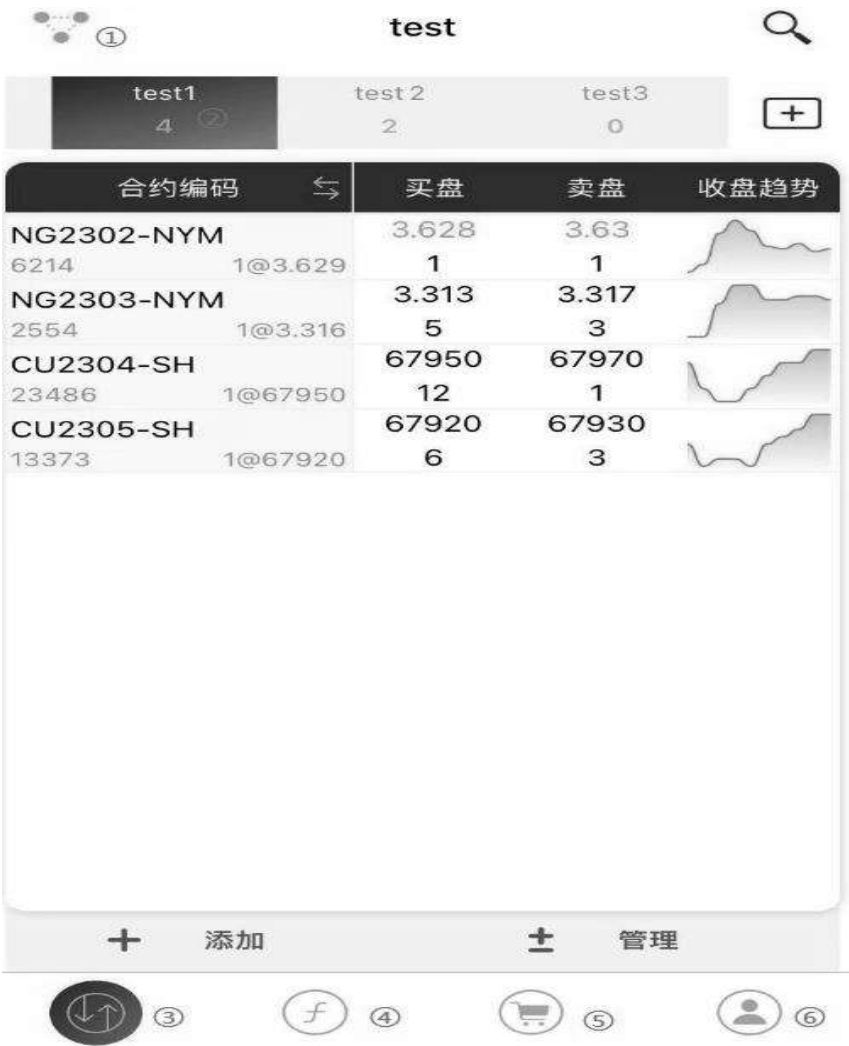 ① test
test1 test 2 test3
4 ② 2 0 +
合约编码 买盘 卖盘 收盘趋势
NG2302-NYM 3.628 3.63
6214 1@3.629 1 1
NG2303-NYM 3.313 3.317
2554 1@3.316 5 3
CU2304-SH 67950 67970
23486 1@67950 12 1
CU2305-SH 67920 67930
13373 1@67920 6 3
+ 添加 ± 管理
③ f ④ ⑤ ⑥